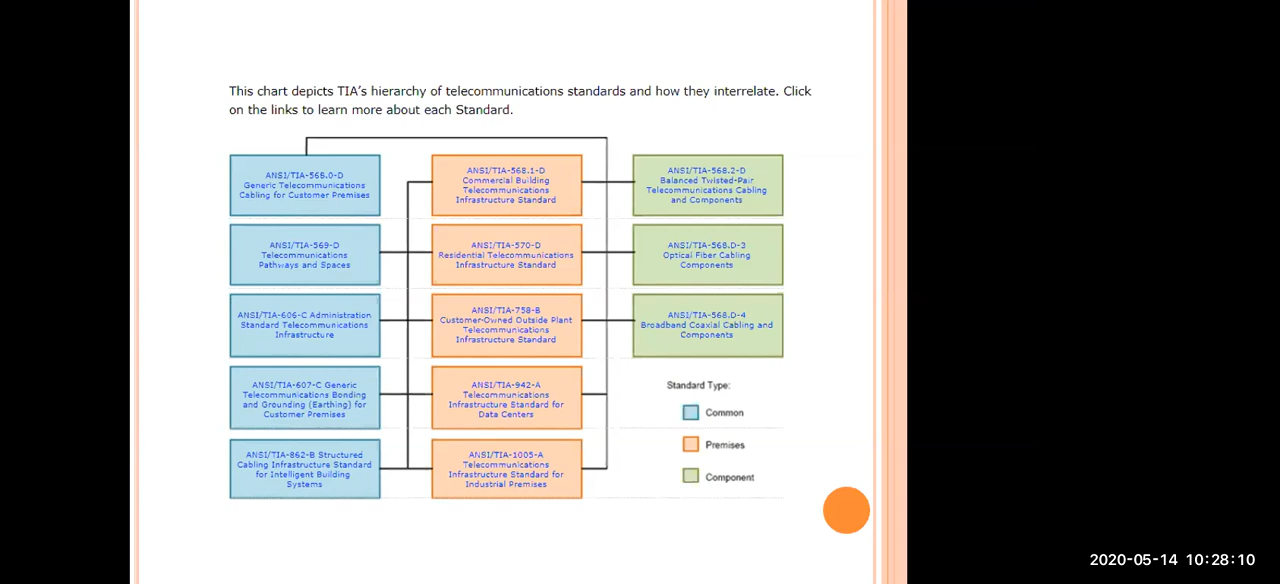 This chart depicts TIA's hierarchy of telecommunications standards and how they interrelate. Click
on the links to learn more about each Standard.
ANSI/TIA-568.0-D
Generic Telecommunications
Cabling for Customer Premises
ANSI/TIA-569-D
Telecommunications
Pathways and Spaces
ANSI/TIA-606-C Administration
Standard Telecommunications
Infrastructure
ANSI/TIA-607-C Generic
Telecommunications Bonding
and Grounding (Earthing) for
Customer Premises
ANSI/TIA-862-B Structured
Cabling Infrastructure Standard
for Intelligent Building
Systems
ANSI/TIA-568.1-D
Commercial Building
Telecommunications
Infrastructure Standard
ANSI/TIA-570-D
Residential Telecommunications
Infrastructure Standard
ANSI/TIA-758-B
Customer-Owned Outside Plant
Telecommunications
Infrastructure Standard
ANSI/TIA-942-A
Telecommunications
Infrastructure Standard for
Data Centers
ANSI/TIA-1005-A
Telecommunications
Infrastructure Standard for
Industrial Premises
ANSI/TIA-568.2-D
Balanced Twisted-Pair
Telecommunications Cabling
and Components
ANSI/TIA-568.D-3
Optical Fiber Cabling
Components
ANSI/TIA-568.D-4
Broadband Coaxial Cabling and
Components
Standard Type:
Common
Premises
Component
2020-05-14 10:28:10